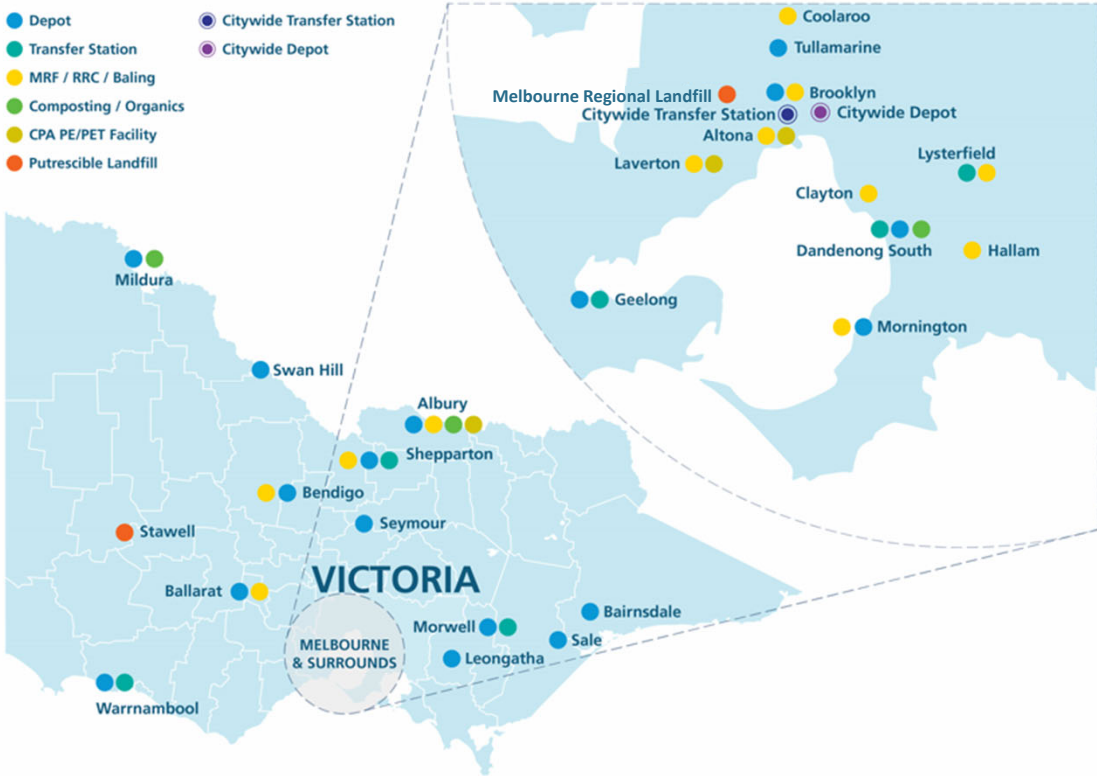 Depot
Transfer Station
MRF / RRC / Baling
Composting / Organics
CPA PE/PET Facility
Putrescible Landfill
Citywide Transfer Station
Citywide Depot
Coolaroo
Tullamarine
Brooklyn
Melbourne Regional Landfill
Citywide Transfer Station
Citywide Depot
Altona
Laverton
Lysterfield
Clayton
Dandenong South
Hallam
Geelong
Mornington
Mildura
Swan Hill
Albury
Shepparton
Bendigo
Seymour
Stawell
VICTORIA
Ballarat
MELBOURNE
& SURROUNDS
Morwell
Bairnsdale
Sale
Leongatha
Warrnambool